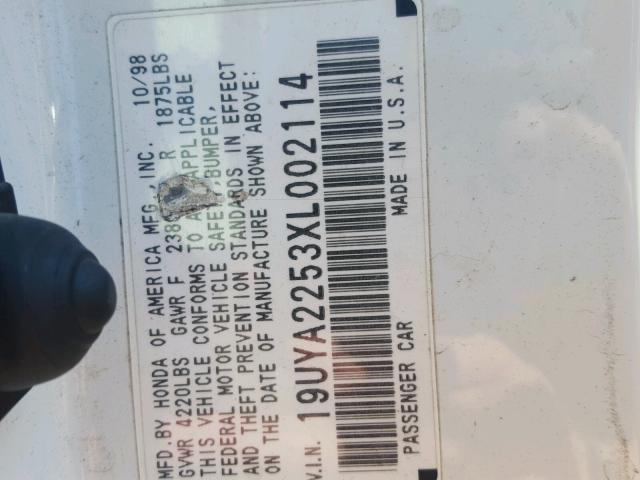 MFD.BY HONDA OF AMERICA MFG.,INC. 10/98
GVWR 4220LBS GAWR F 238 R 1875LBS
THIS VEHICLE CONFORMS TO APPLICABLE
FEDERAL MOTOR VEHICLE SAFETY,BUMPER,
AND THEFT PREVENTION STANDARDS IN EFFECT
ON THE DATE OF MANUFACTURE SHOWN ABOVE:
V.I.N. 19UYA2253XL002114
PASSENGER CAR MADE IN U.S.A.